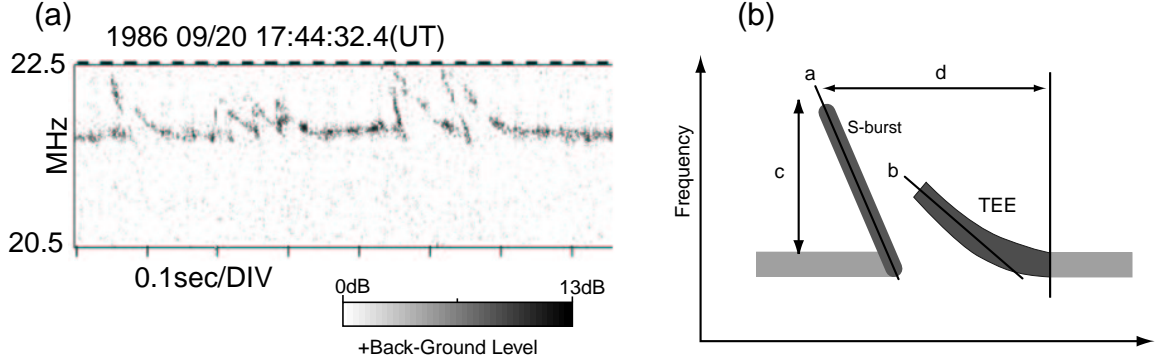 (a)
1986 09/20 17:44:32.4(UT)
22.5
MHz
20.5
0.1sec/DIV
0dB
13dB
+Back-Ground Level
(b)
Frequency
a
d
S-burst
c
b
TEE